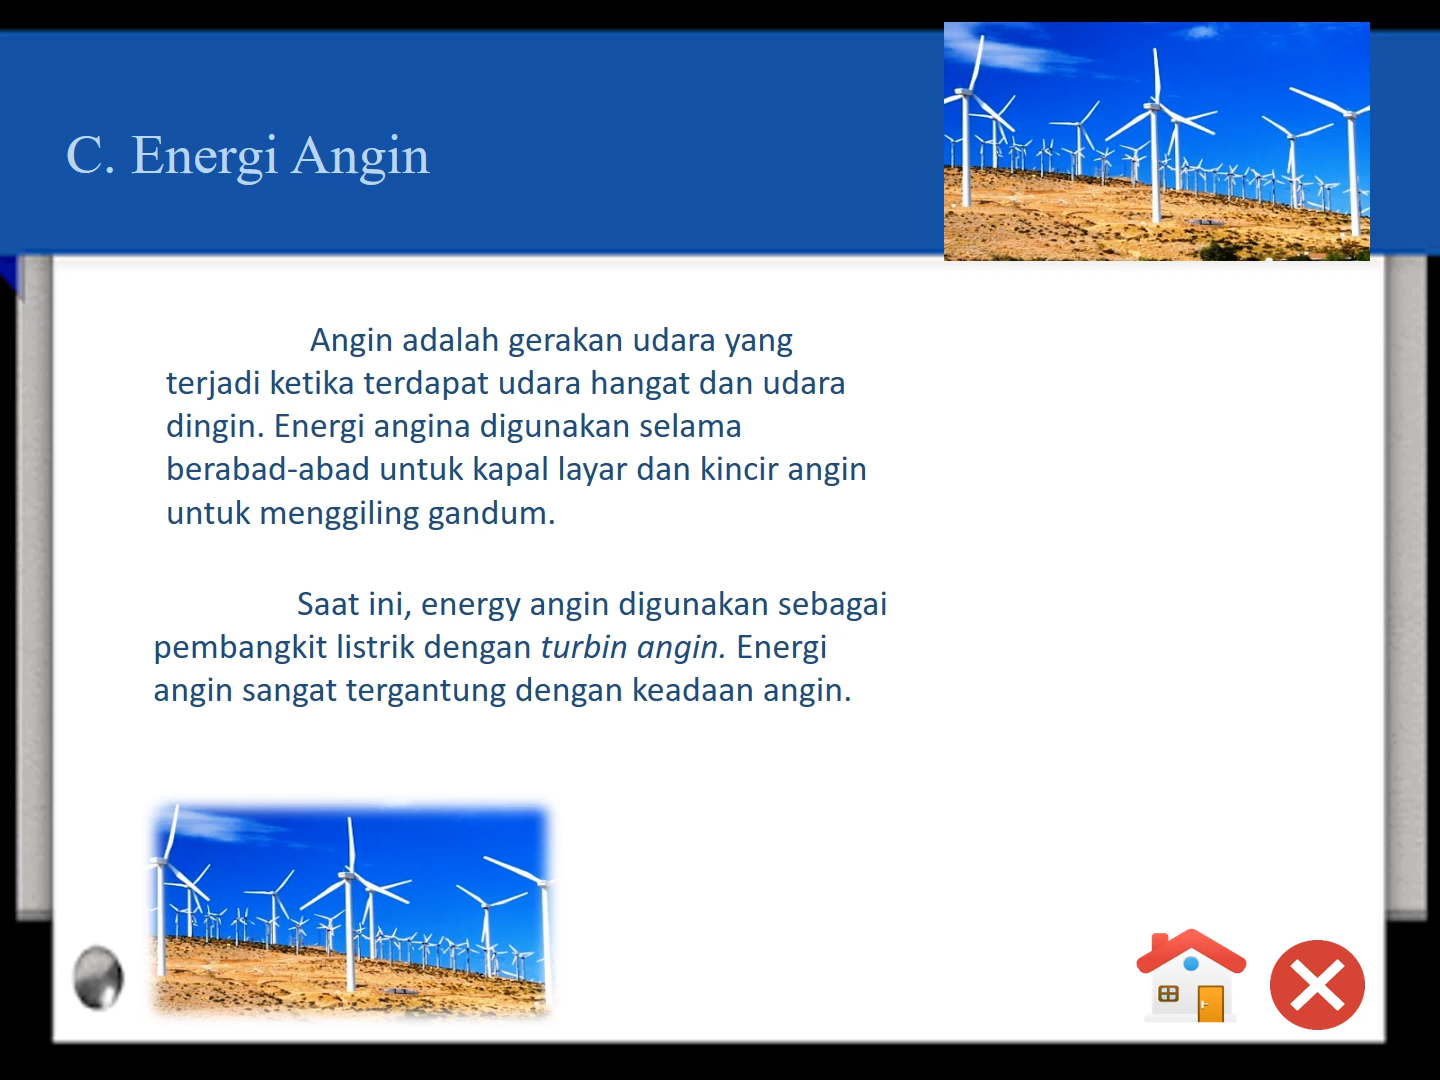 C. Energi Angin
Angin adalah gerakan udara yang
terjadi ketika terdapat udara hangat dan udara
dingin. Energi angina digunakan selama
berabad-abad untuk kapal layar dan kincir angin
untuk menggiling gandum.
Saat ini, energy angin digunakan sebagai
pembangkit listrik dengan turbin angin. Energi
angin sangat tergantung dengan keadaan angin.